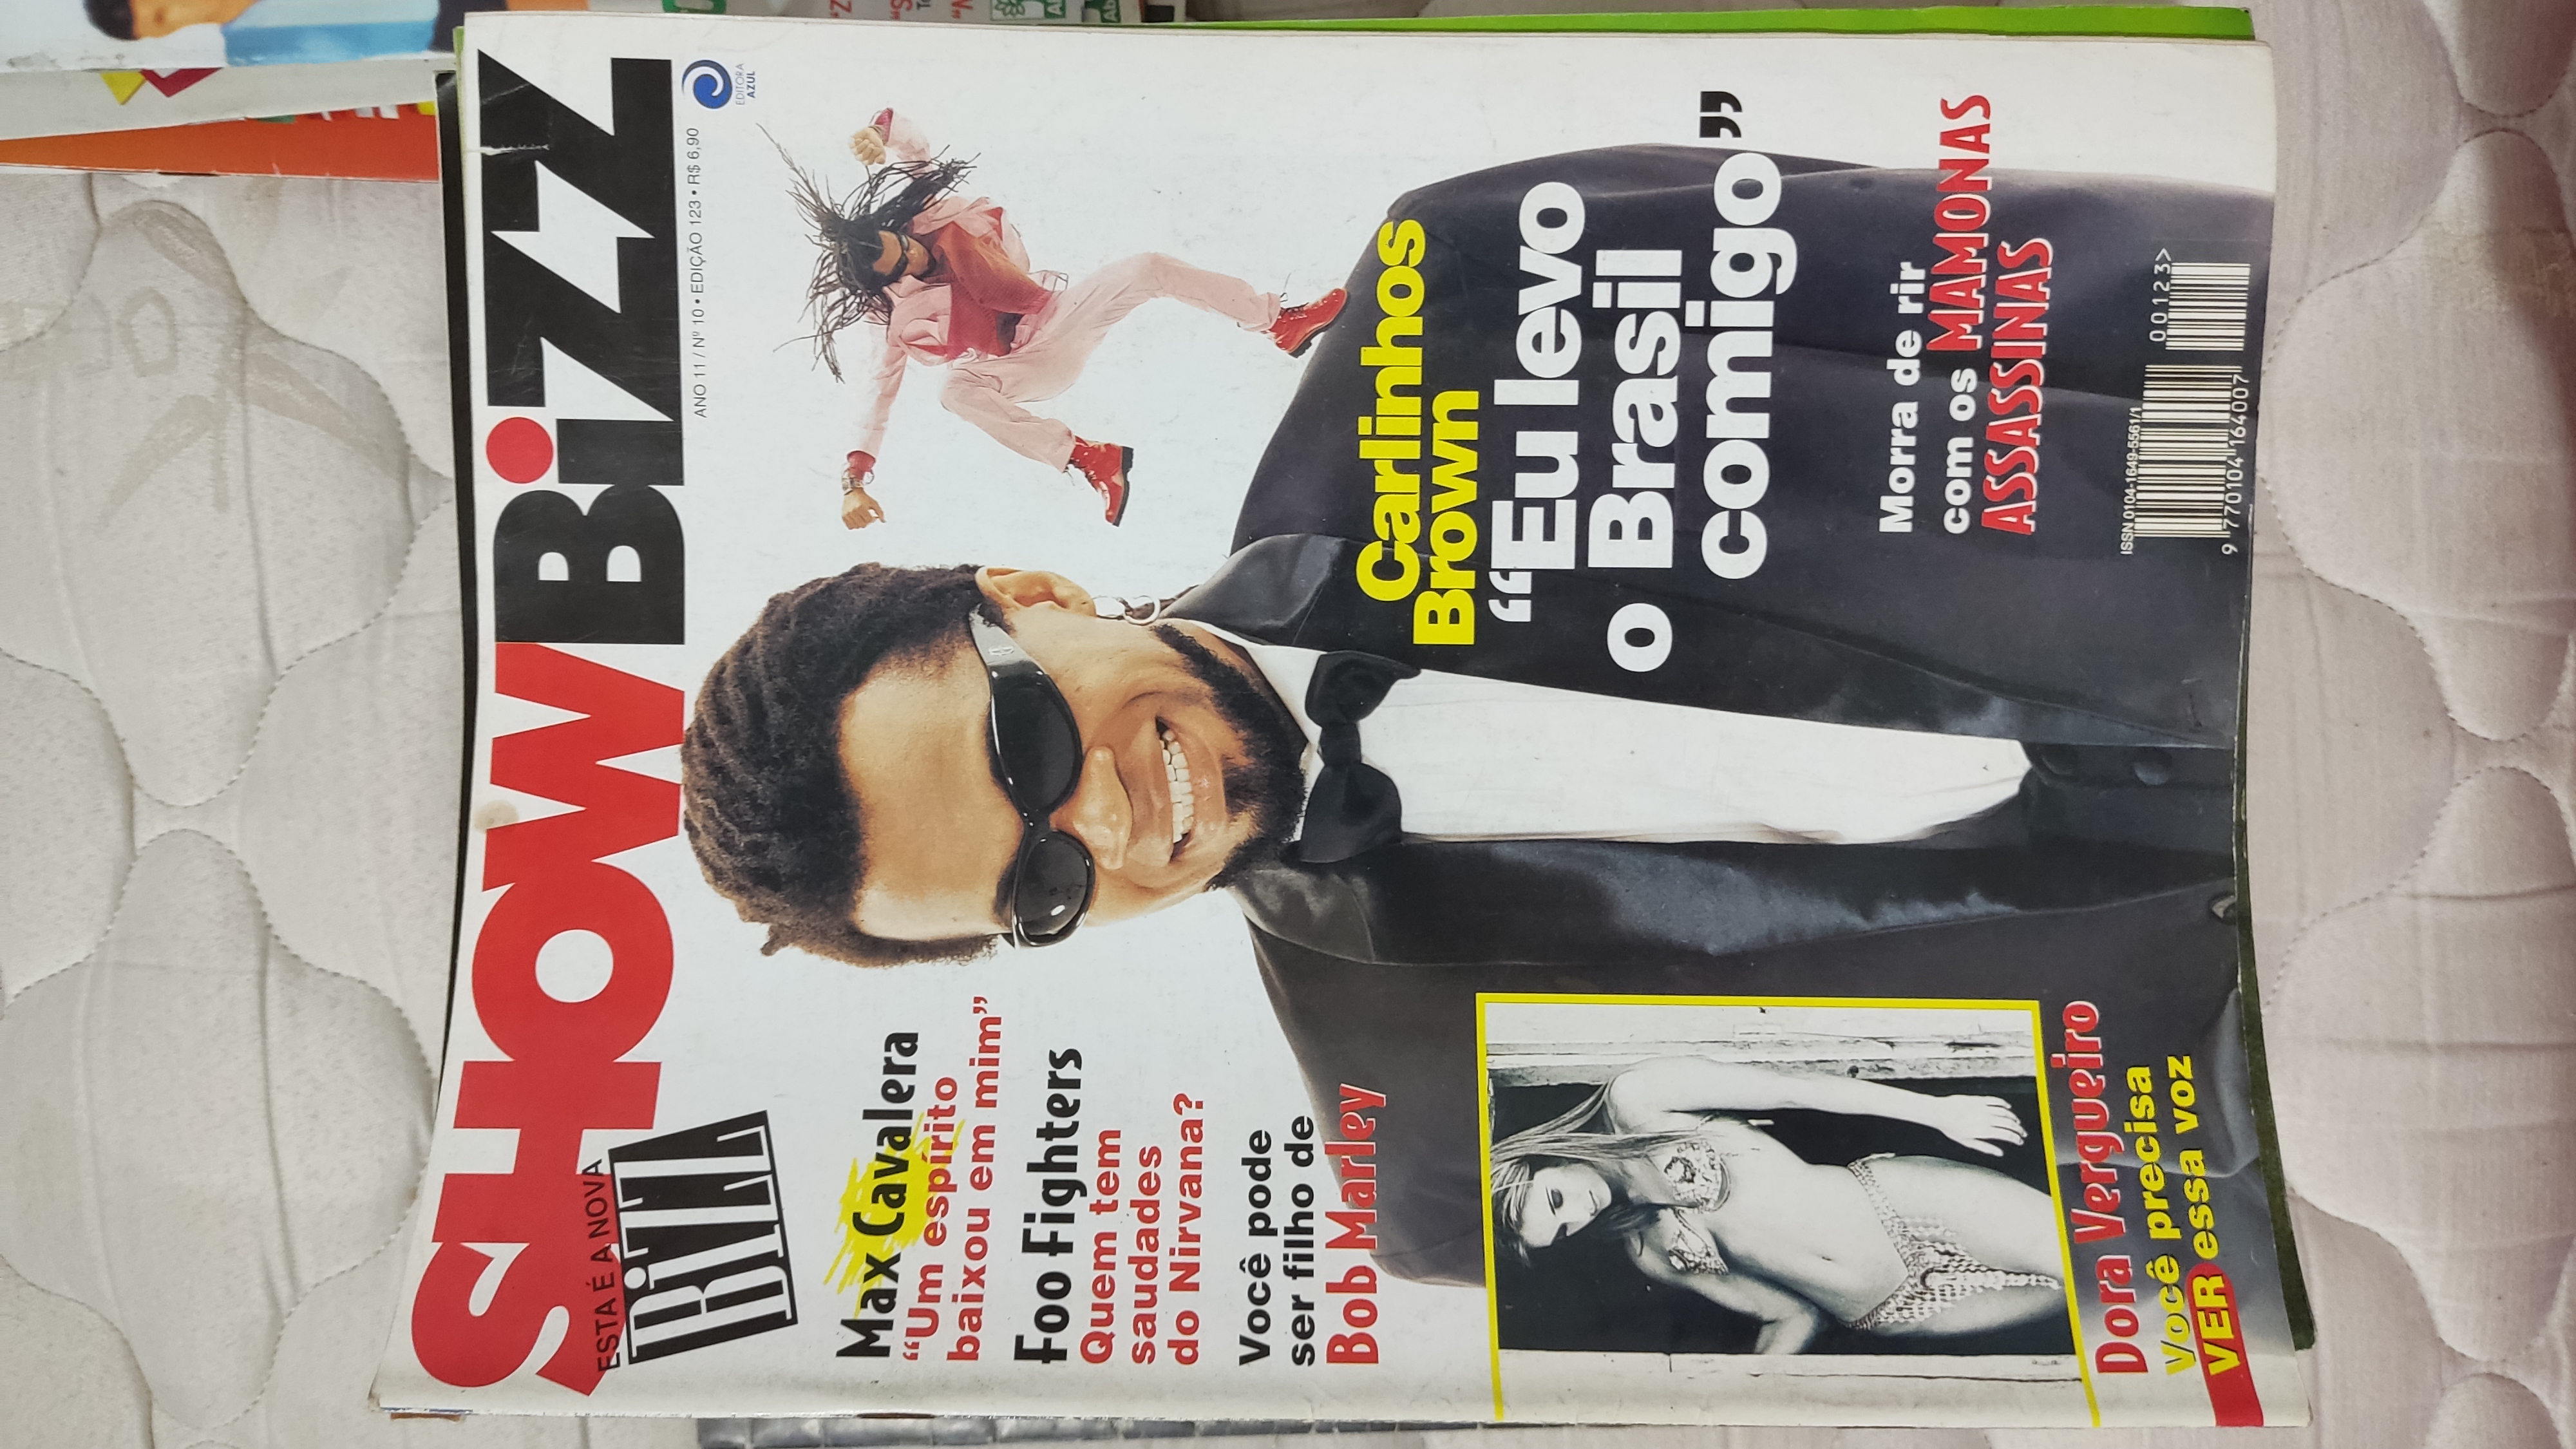 SHOWBiZZ
ESTA É A NOVA
BiZZ
ANO 11 / Nº 10 • EDIÇÃO 123 • R$ 6,90
EDITORA
AZUL
Max Cavalera
“Um espírito
baixou em mim”
Foo Fighters
Quem tem
saudades
do Nirvana?
Você pode
ser filho de
Bob Marley
Carlinhos
Brown
“Eu levo
o Brasil
comigo”
Morra de rir
com os MAMONAS
ASSASSINAS
Dora Vergueiro
Você precisa
VER essa voz
ISSN 0104-1649-5561/1
00123>
9 770104 164007